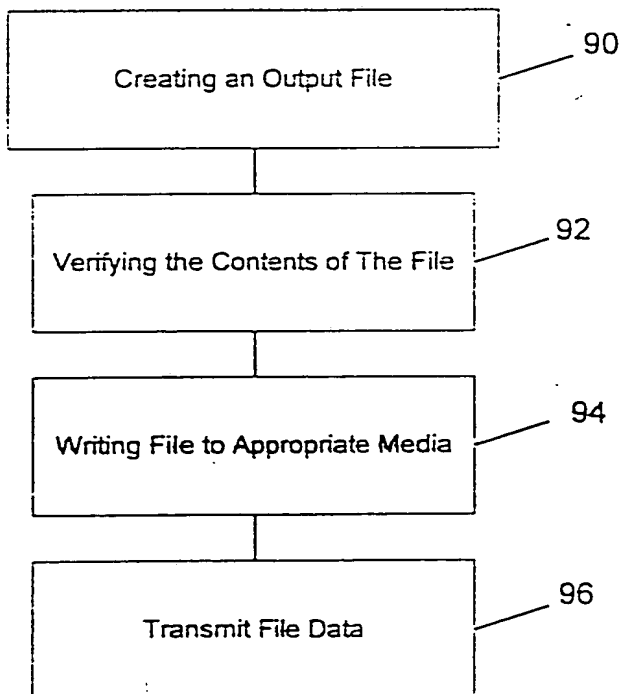 90
Creating an Output File
92
Verifying the Contents of The File
94
Writing File to Appropriate Media
96
Transmit File Data